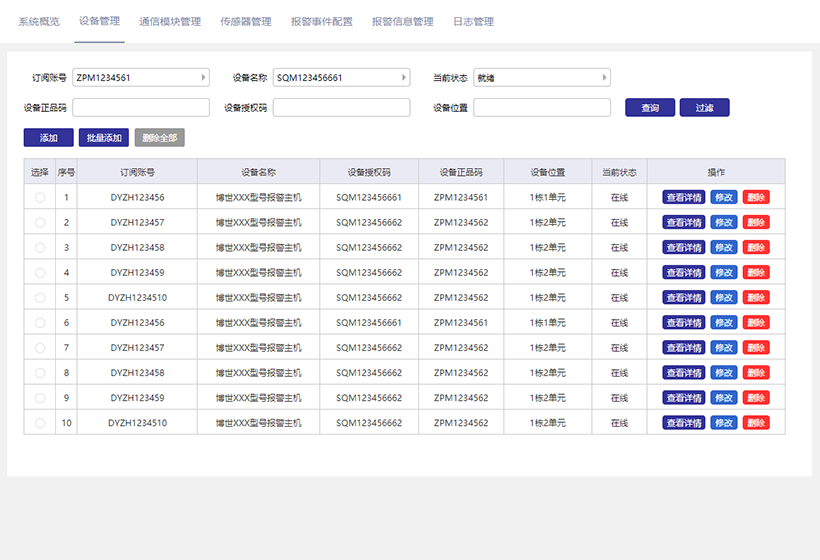 系统概览 设备管理 通信模块管理 传感器管理 报警事件配置 报警信息管理 日志管理
订阅账号 ZPM1234561 设备名称 SQM123456661 当前状态 就绪
设备正品码 设备授权码 设备位置 查询 过滤
添加 批量添加 删除全部
选择 序号 订阅账号 设备名称 设备授权码 设备正品码 设备位置 当前状态 操作
1 DYZH123456 博世XXX型号报警主机 SQM123456661 ZPM1234561 1栋1单元 在线 查看详情 修改 删除
2 DYZH123457 博世XXX型号报警主机 SQM123456662 ZPM1234562 1栋2单元 在线 查看详情 修改 删除
3 DYZH123458 博世XXX型号报警主机 SQM123456662 ZPM1234562 1栋2单元 在线 查看详情 修改 删除
4 DYZH123459 博世XXX型号报警主机 SQM123456662 ZPM1234562 1栋2单元 在线 查看详情 修改 删除
5 DYZH1234510 博世XXX型号报警主机 SQM123456662 ZPM1234562 1栋2单元 在线 查看详情 修改 删除
6 DYZH123456 博世XXX型号报警主机 SQM123456661 ZPM1234561 1栋1单元 在线 查看详情 修改 删除
7 DYZH123457 博世XXX型号报警主机 SQM123456662 ZPM1234562 1栋2单元 在线 查看详情 修改 删除
8 DYZH123458 博世XXX型号报警主机 SQM123456662 ZPM1234562 1栋2单元 在线 查看详情 修改 删除
9 DYZH123459 博世XXX型号报警主机 SQM123456662 ZPM1234562 1栋2单元 在线 查看详情 修改 删除
10 DYZH1234510 博世XXX型号报警主机 SQM123456662 ZPM1234562 1栋2单元 在线 查看详情 修改 删除